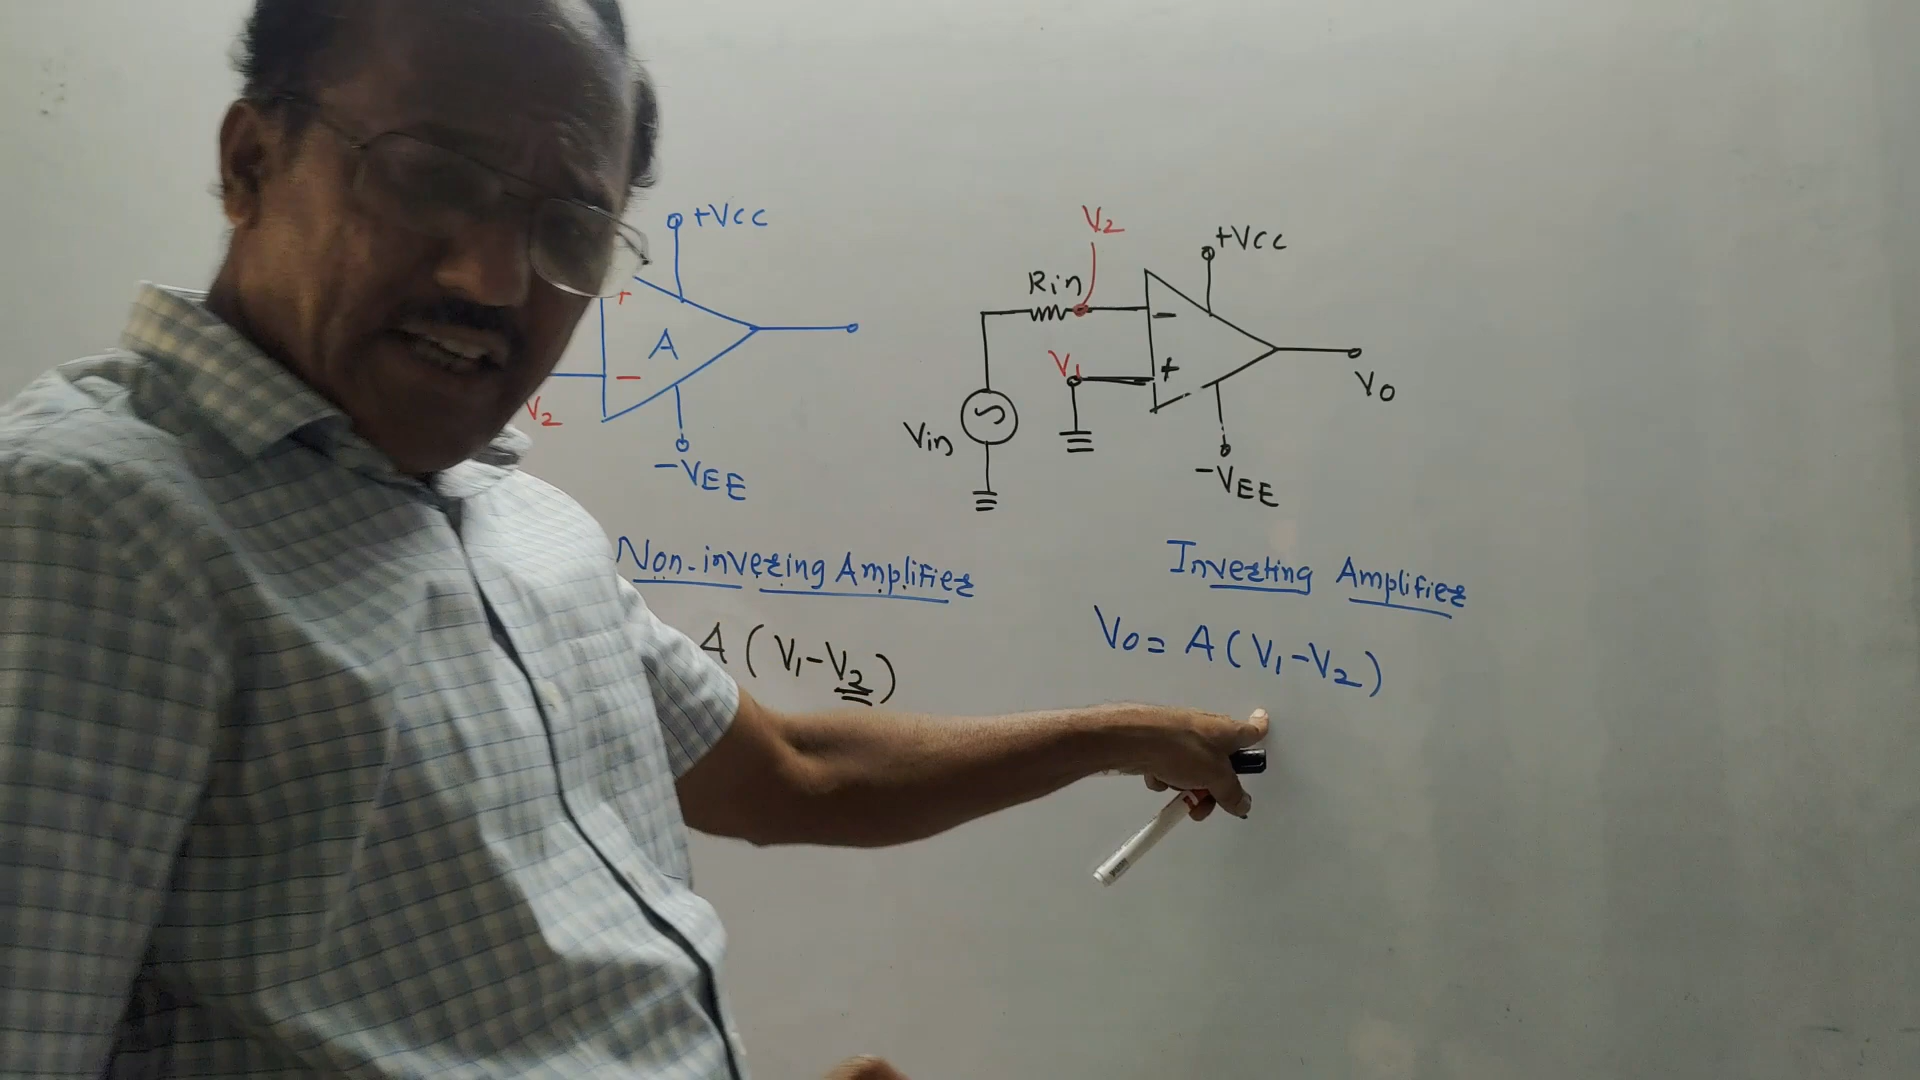 +VCC
+
A
−
V2
-VEE
Non-invering Amplifier
A (V1-V2)
V2
+VCC
Rin
−
V1
+
Vo
Vin
-VEE
Inverting Amplifier
Vo = A (V1-V2)